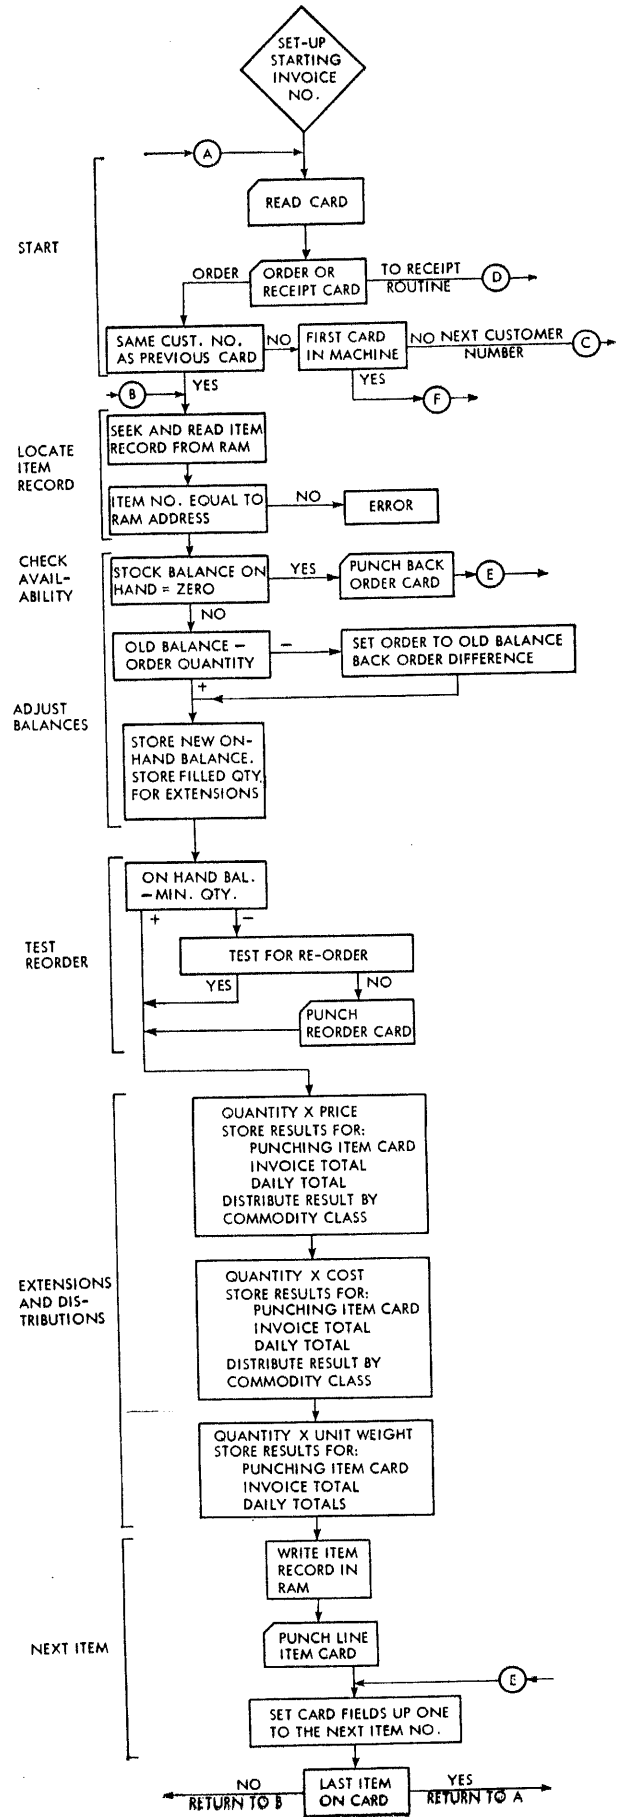 SET-UP
STARTING
INVOICE
NO.
A
START
READ CARD
ORDER
ORDER OR
RECEIPT CARD
TO RECEIPT
ROUTINE
D
SAME CUST. NO.
AS PREVIOUS CARD
NO
FIRST CARD
IN MACHINE
NO NEXT CUSTOMER
NUMBER
C
YES
YES
B
F
LOCATE
ITEM
RECORD
SEEK AND READ ITEM
RECORD FROM RAM
ITEM NO. EQUAL TO
RAM ADDRESS
NO
ERROR
CHECK
AVAIL-
ABILITY
STOCK BALANCE ON
HAND = ZERO
YES
PUNCH BACK
ORDER CARD
E
NO
OLD BALANCE –
ORDER QUANTITY
–
SET ORDER TO OLD BALANCE
BACK ORDER DIFFERENCE
+
ADJUST
BALANCES
STORE NEW ON-
HAND BALANCE.
STORE FILLED QTY.
FOR EXTENSIONS
ON HAND BAL.
– MIN. QTY.
+
–
TEST
REORDER
TEST FOR RE-ORDER
YES
NO
PUNCH
REORDER CARD
QUANTITY X PRICE
STORE RESULTS FOR:
PUNCHING ITEM CARD
INVOICE TOTAL
DAILY TOTAL
DISTRIBUTE RESULT BY
COMMODITY CLASS
EXTENSIONS
AND DIS-
TRIBUTIONS
QUANTITY X COST
STORE RESULTS FOR:
PUNCHING ITEM CARD
INVOICE TOTAL
DAILY TOTAL
DISTRIBUTE RESULT BY
COMMODITY CLASS
QUANTITY X UNIT WEIGHT
STORE RESULTS FOR:
PUNCHING ITEM CARD
INVOICE TOTAL
DAILY TOTALS
WRITE ITEM
RECORD IN
RAM
NEXT ITEM
PUNCH LINE
ITEM CARD
E
SET CARD FIELDS UP ONE
TO THE NEXT ITEM NO.
NO
RETURN TO B
LAST ITEM
ON CARD
YES
RETURN TO A